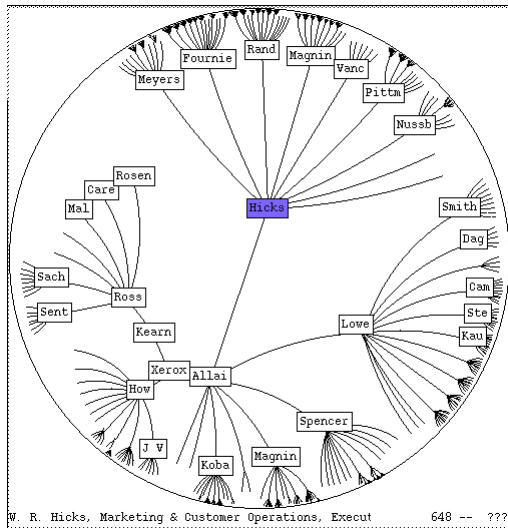 Rand
Fournie
Magnin
Vanc
Meyers
Pittm
Nussb
Rosen
Care
Mal
Hicks
Smith
Dag
Sach
Cam
Ross
Sent
Ste
Lowe
Kearn
Kau
Xerox
Allai
How
Spencer
J V
Magnin
Koba
W. R. Hicks, Marketing & Customer Operations, Execut 648 -- ???